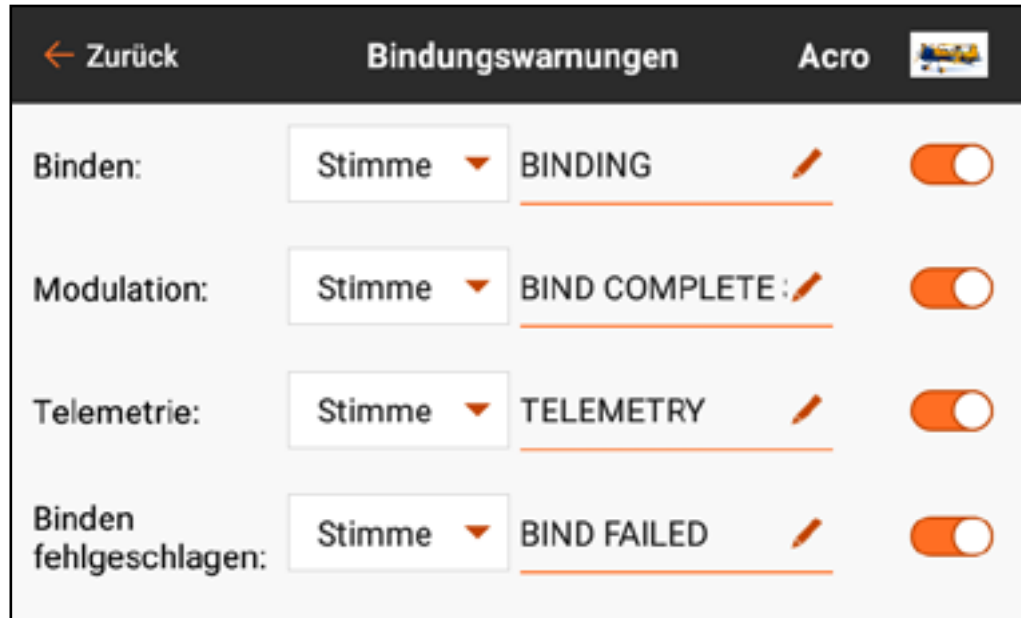 Zurück Bindungswarnungen Acro
Binden: Stimme BINDING
Modulation: Stimme BIND COMPLETE
Telemetrie: Stimme TELEMETRY
Binden
fehlgeschlagen: Stimme BIND FAILED